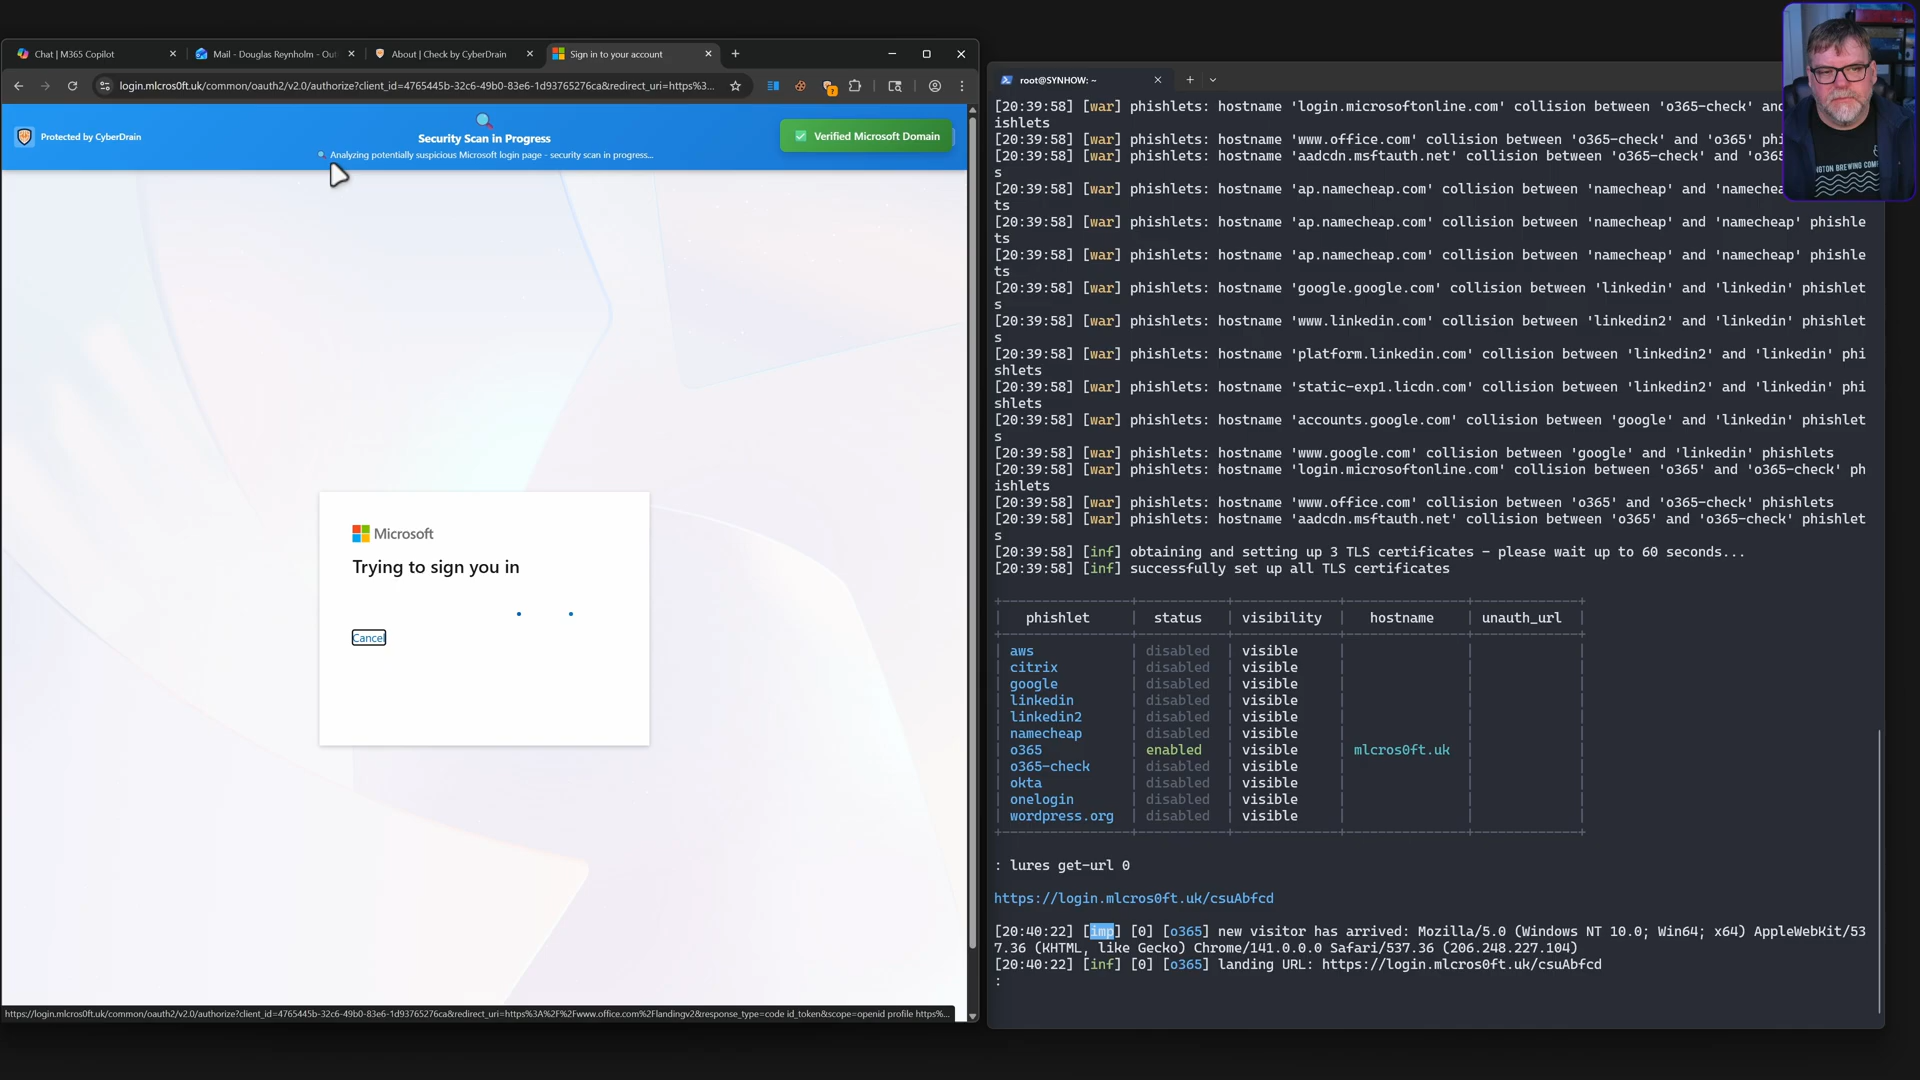 Chat | M365 Copilot
Mail - Douglas Reynholm - Out
About | Check by CyberDrain
Sign in to your account
login.mlcros0ft.uk/common/oauth2/v2.0/authorize?client_id=4765445b-32c6-49b0-83e6-1d93765276ca&redirect_uri=https%3...
Protected by CyberDrain
Security Scan in Progress
Analyzing potentially suspicious Microsoft login page - security scan in progress...
Verified Microsoft Domain
Microsoft
Trying to sign you in
Cancel
https://login.mlcros0ft.uk/common/oauth2/v2.0/authorize?client_id=4765445b-32c6-49b0-83e6-1d93765276ca&redirect_uri=https%3A%2F%2Fwww.office.com%2Flandingv2&response_type=code id_token&scope=openid profile https%...
root@SYNHOW: ~
[20:39:58] [war] phishlets: hostname 'login.microsoftonline.com' collision between 'o365-check' and
ishlets
[20:39:58] [war] phishlets: hostname 'www.office.com' collision between 'o365-check' and 'o365' phi
[20:39:58] [war] phishlets: hostname 'aadcdn.msftauth.net' collision between 'o365-check' and 'o365
s
[20:39:58] [war] phishlets: hostname 'ap.namecheap.com' collision between 'namecheap' and 'namechea
ts
[20:39:58] [war] phishlets: hostname 'ap.namecheap.com' collision between 'namecheap' and 'namecheap' phishle
ts
[20:39:58] [war] phishlets: hostname 'ap.namecheap.com' collision between 'namecheap' and 'namecheap' phishle
ts
[20:39:58] [war] phishlets: hostname 'google.google.com' collision between 'linkedin' and 'linkedin' phishlet
s
[20:39:58] [war] phishlets: hostname 'www.linkedin.com' collision between 'linkedin2' and 'linkedin' phishlet
s
[20:39:58] [war] phishlets: hostname 'platform.linkedin.com' collision between 'linkedin2' and 'linkedin' phi
shlets
[20:39:58] [war] phishlets: hostname 'static-exp1.licdn.com' collision between 'linkedin2' and 'linkedin' phi
shlets
[20:39:58] [war] phishlets: hostname 'accounts.google.com' collision between 'google' and 'linkedin' phishlet
s
[20:39:58] [war] phishlets: hostname 'www.google.com' collision between 'google' and 'linkedin' phishlets
[20:39:58] [war] phishlets: hostname 'login.microsoftonline.com' collision between 'o365' and 'o365-check' ph
ishlets
[20:39:58] [war] phishlets: hostname 'www.office.com' collision between 'o365' and 'o365-check' phishlets
[20:39:58] [war] phishlets: hostname 'aadcdn.msftauth.net' collision between 'o365' and 'o365-check' phishlet
s
[20:39:58] [inf] obtaining and setting up 3 TLS certificates - please wait up to 60 seconds...
[20:39:58] [inf] successfully set up all TLS certificates
phishlet | status | visibility | hostname | unauth_url
aws | disabled | visible
citrix | disabled | visible
google | disabled | visible
linkedin | disabled | visible
linkedin2 | disabled | visible
namecheap | disabled | visible
o365 | enabled | visible | mlcros0ft.uk
o365-check | disabled | visible
okta | disabled | visible
onelogin | disabled | visible
wordpress.org | disabled | visible
: lures get-url 0
https://login.mlcros0ft.uk/csuAbfcd
[20:40:22] [imp] [0] [o365] new visitor has arrived: Mozilla/5.0 (Windows NT 10.0; Win64; x64) AppleWebKit/53
7.36 (KHTML, like Gecko) Chrome/141.0.0.0 Safari/537.36 (206.248.227.104)
[20:40:22] [inf] [0] [o365] landing URL: https://login.mlcros0ft.uk/csuAbfcd
:
NGTON BREWING COM